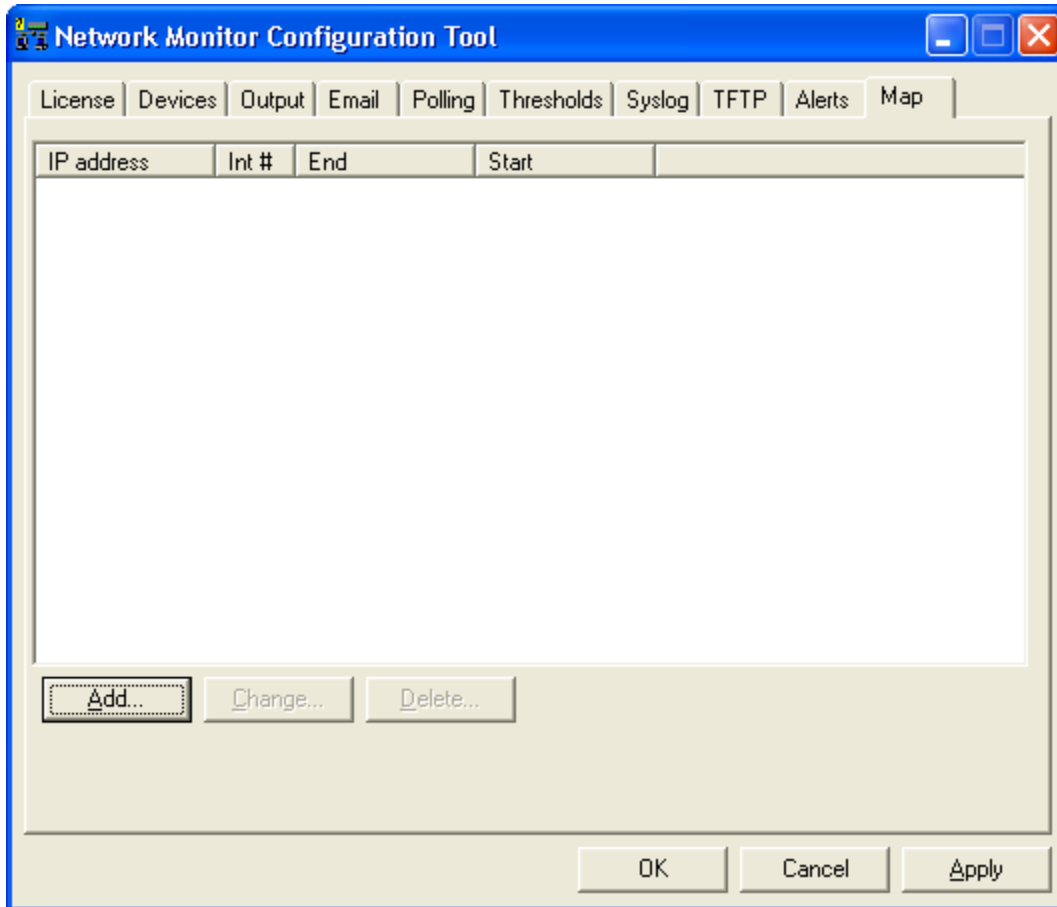 Network Monitor Configuration Tool
License Devices Output Email Polling Thresholds Syslog TFTP Alerts Map
IP address Int # End Start
Add... Change... Delete...
OK Cancel Apply